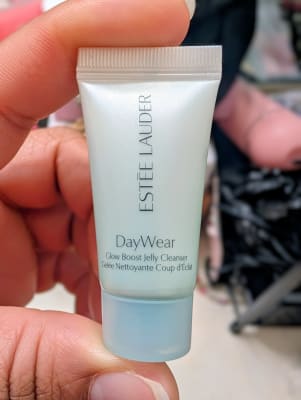 ESTĒE LAUDER
DayWear
Glow Boost Jelly Cleanser
Gelée Nettoyante Coup d'Éclat